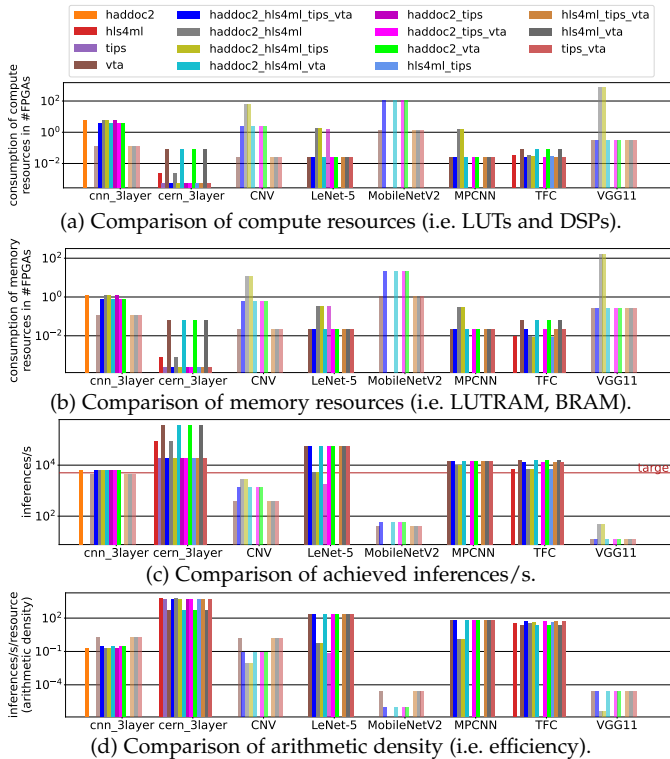 haddoc2 haddoc2_hls4ml_tips_vta haddoc2_tips hls4ml_tips_vta
hls4ml haddoc2_hls4ml haddoc2_tips_vta hls4ml_vta
tips haddoc2_hls4ml_tips haddoc2_vta tips_vta
vta haddoc2_hls4ml_vta hls4ml_tips
consumption of compute
resources in #FPGAs
10²
10⁰
10⁻²
cnn_3layer cern_3layer CNV LeNet-5 MobileNetV2 MPCNN TFC VGG11
(a) Comparison of compute resources (i.e. LUTs and DSPs).
consumption of memory
resources in #FPGAs
10²
10⁰
10⁻²
cnn_3layer cern_3layer CNV LeNet-5 MobileNetV2 MPCNN TFC VGG11
(b) Comparison of memory resources (i.e. LUTRAM, BRAM).
inferences/s
10⁴
10²
target
cnn_3layer cern_3layer CNV LeNet-5 MobileNetV2 MPCNN TFC VGG11
(c) Comparison of achieved inferences/s.
inferences/s/resource
(arithmetic density)
10²
10⁻¹
10⁻⁴
cnn_3layer cern_3layer CNV LeNet-5 MobileNetV2 MPCNN TFC VGG11
(d) Comparison of arithmetic density (i.e. efficiency).